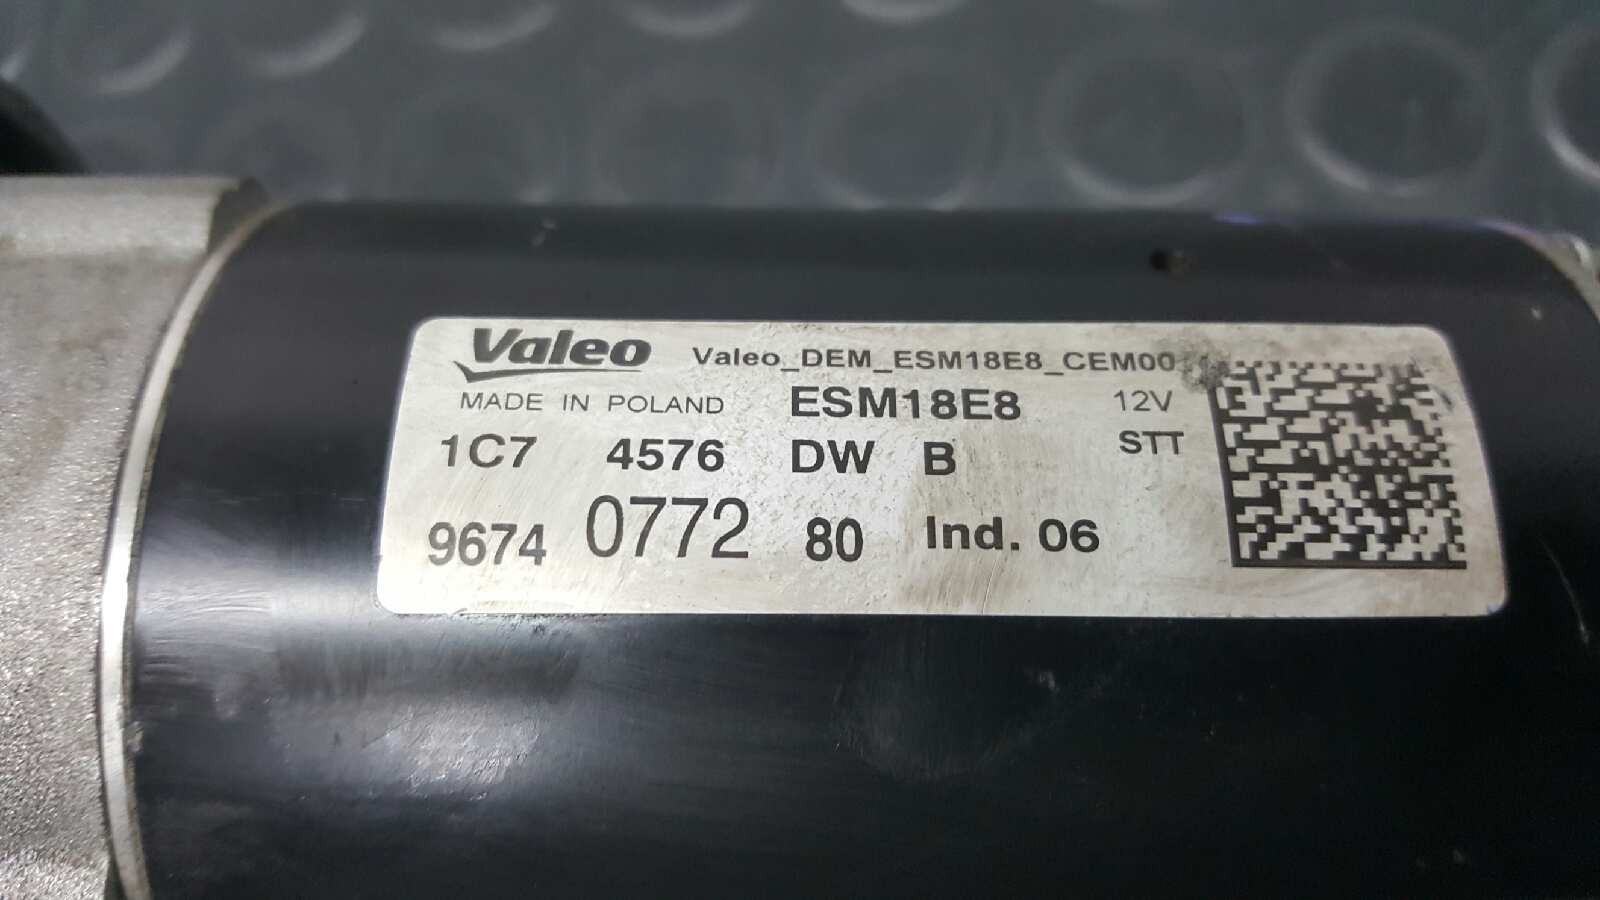 Valeo Valeo_DEM_ESM18E8_CEM00
MADE IN POLAND ESM18E8 12V
1C7 4576 DW B STT
9674 0772 80 Ind. 06